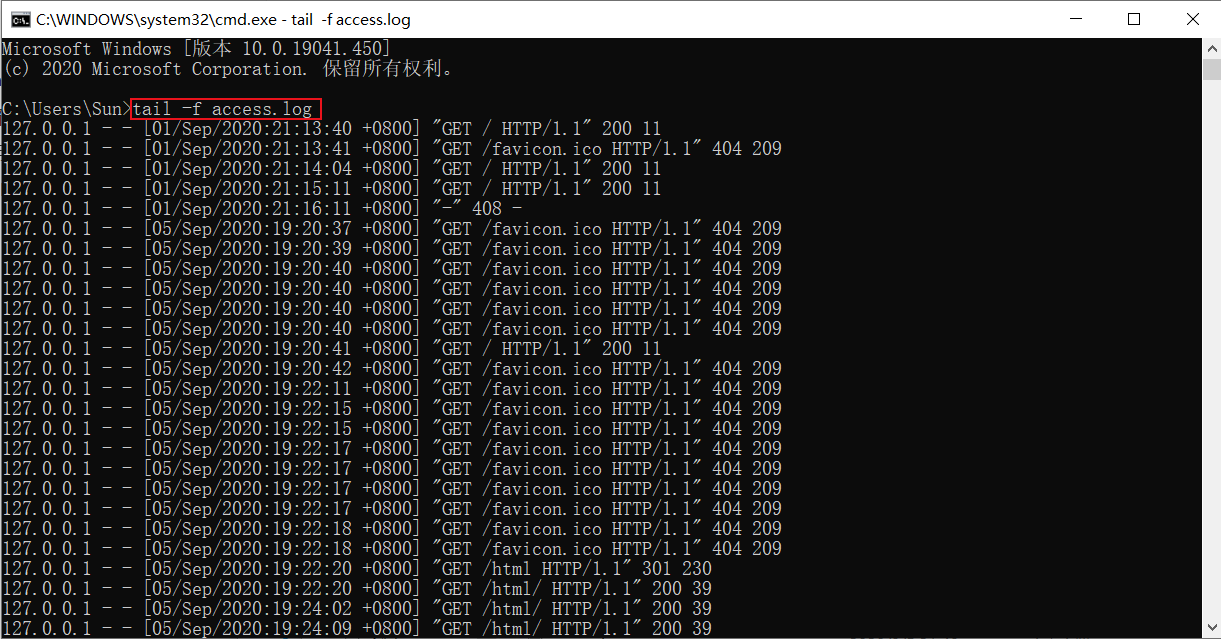 C:\WINDOWS\system32\cmd.exe - tail  -f access.log
Microsoft Windows [版本 10.0.19041.450]
(c) 2020 Microsoft Corporation. 保留所有权利。
C:\Users\Sun>tail -f access.log
127.0.0.1 - - [01/Sep/2020:21:13:40 +0800] "GET / HTTP/1.1" 200 11
127.0.0.1 - - [01/Sep/2020:21:13:41 +0800] "GET /favicon.ico HTTP/1.1" 404 209
127.0.0.1 - - [01/Sep/2020:21:14:04 +0800] "GET / HTTP/1.1" 200 11
127.0.0.1 - - [01/Sep/2020:21:15:11 +0800] "GET / HTTP/1.1" 200 11
127.0.0.1 - - [01/Sep/2020:21:16:11 +0800] "-" 408 -
127.0.0.1 - - [05/Sep/2020:19:20:37 +0800] "GET /favicon.ico HTTP/1.1" 404 209
127.0.0.1 - - [05/Sep/2020:19:20:39 +0800] "GET /favicon.ico HTTP/1.1" 404 209
127.0.0.1 - - [05/Sep/2020:19:20:40 +0800] "GET /favicon.ico HTTP/1.1" 404 209
127.0.0.1 - - [05/Sep/2020:19:20:40 +0800] "GET /favicon.ico HTTP/1.1" 404 209
127.0.0.1 - - [05/Sep/2020:19:20:40 +0800] "GET /favicon.ico HTTP/1.1" 404 209
127.0.0.1 - - [05/Sep/2020:19:20:40 +0800] "GET /favicon.ico HTTP/1.1" 404 209
127.0.0.1 - - [05/Sep/2020:19:20:41 +0800] "GET / HTTP/1.1" 200 11
127.0.0.1 - - [05/Sep/2020:19:20:42 +0800] "GET /favicon.ico HTTP/1.1" 404 209
127.0.0.1 - - [05/Sep/2020:19:22:11 +0800] "GET /favicon.ico HTTP/1.1" 404 209
127.0.0.1 - - [05/Sep/2020:19:22:15 +0800] "GET /favicon.ico HTTP/1.1" 404 209
127.0.0.1 - - [05/Sep/2020:19:22:15 +0800] "GET /favicon.ico HTTP/1.1" 404 209
127.0.0.1 - - [05/Sep/2020:19:22:17 +0800] "GET /favicon.ico HTTP/1.1" 404 209
127.0.0.1 - - [05/Sep/2020:19:22:17 +0800] "GET /favicon.ico HTTP/1.1" 404 209
127.0.0.1 - - [05/Sep/2020:19:22:17 +0800] "GET /favicon.ico HTTP/1.1" 404 209
127.0.0.1 - - [05/Sep/2020:19:22:17 +0800] "GET /favicon.ico HTTP/1.1" 404 209
127.0.0.1 - - [05/Sep/2020:19:22:18 +0800] "GET /favicon.ico HTTP/1.1" 404 209
127.0.0.1 - - [05/Sep/2020:19:22:18 +0800] "GET /favicon.ico HTTP/1.1" 404 209
127.0.0.1 - - [05/Sep/2020:19:22:20 +0800] "GET /html HTTP/1.1" 301 230
127.0.0.1 - - [05/Sep/2020:19:22:20 +0800] "GET /html/ HTTP/1.1" 200 39
127.0.0.1 - - [05/Sep/2020:19:24:02 +0800] "GET /html/ HTTP/1.1" 200 39
127.0.0.1 - - [05/Sep/2020:19:24:09 +0800] "GET /html/ HTTP/1.1" 200 39